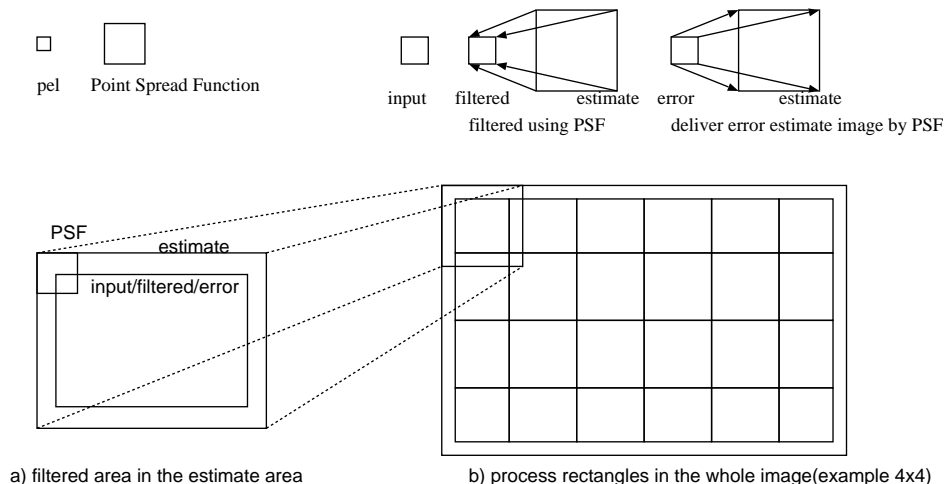 pel
Point Spread Function
input
filtered
estimate
error
estimate
filtered using PSF
deliver error estimate image by PSF
PSF
estimate
input/filtered/error
a) filtered area in the estimate area
b) process rectangles in the whole image(example 4x4)